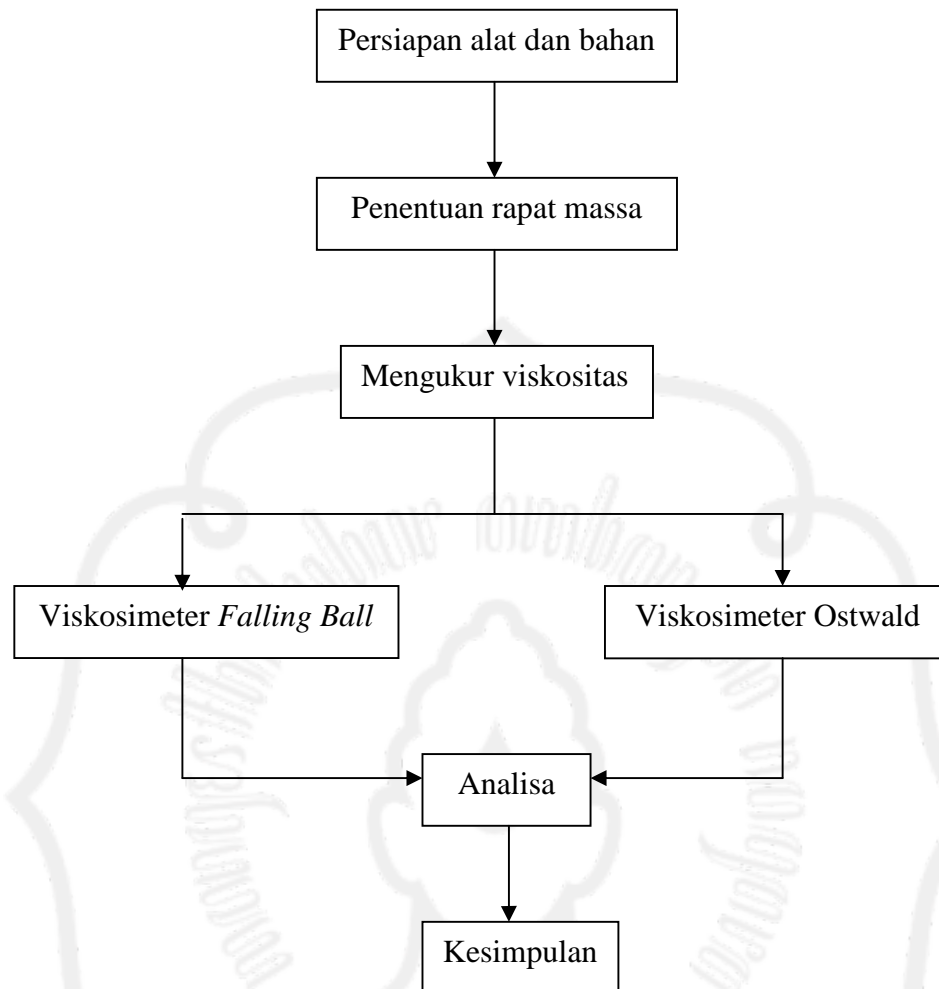 Persiapan alat dan bahan
Penentuan rapat massa
Mengukur viskositas
Viskosimeter Falling Ball
Viskosimeter Ostwald
Analisa
Kesimpulan